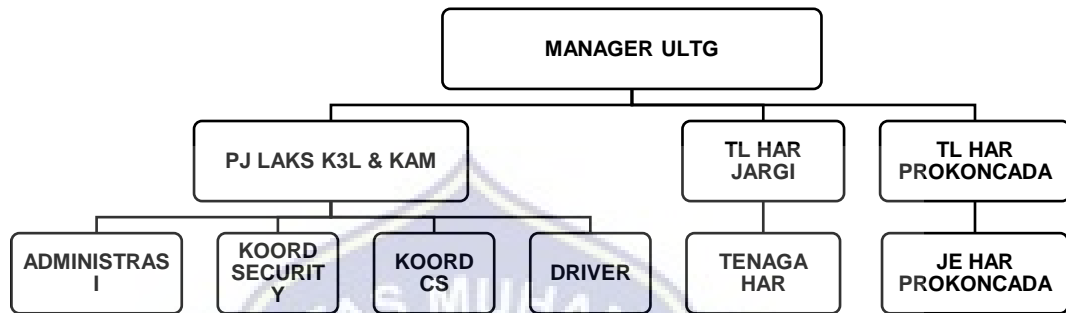 MANAGER ULTG
PJ LAKS K3L & KAM
TL HAR
JARGI
TL HAR
PROKONCADA
ADMINISTRAS
I
KOORD
SECURIT
Y
KOORD
CS
DRIVER
TENAGA
HAR
JE HAR
PROKONCADA